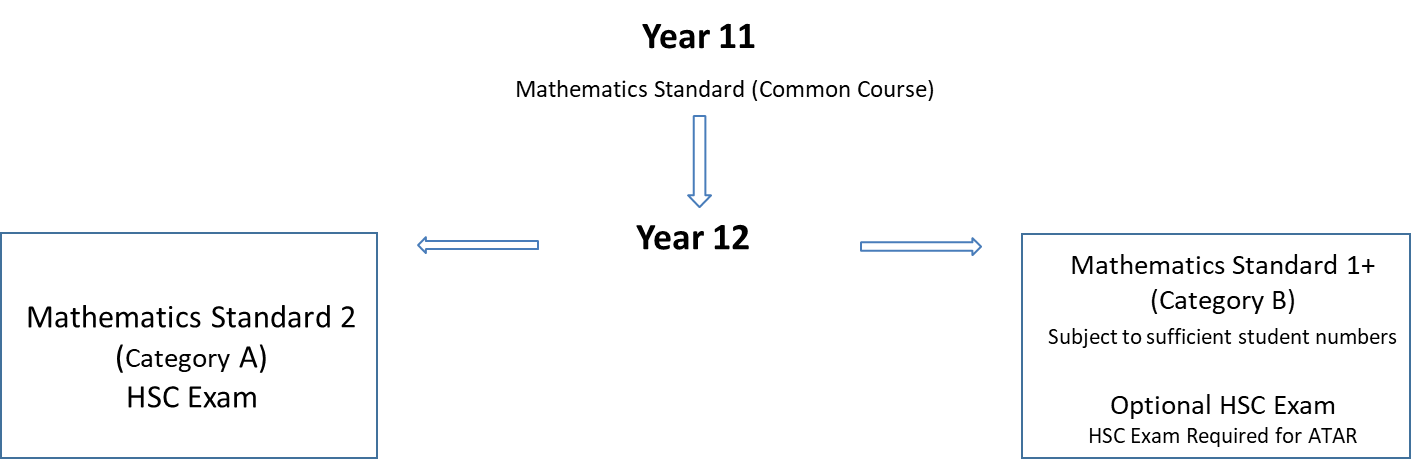 Year 11
Mathematics Standard (Common Course)
Year 12
Mathematics Standard 2
(Category A)
HSC Exam
Mathematics Standard 1+
(Category B)
Subject to sufficient student numbers
Optional HSC Exam
HSC Exam Required for ATAR